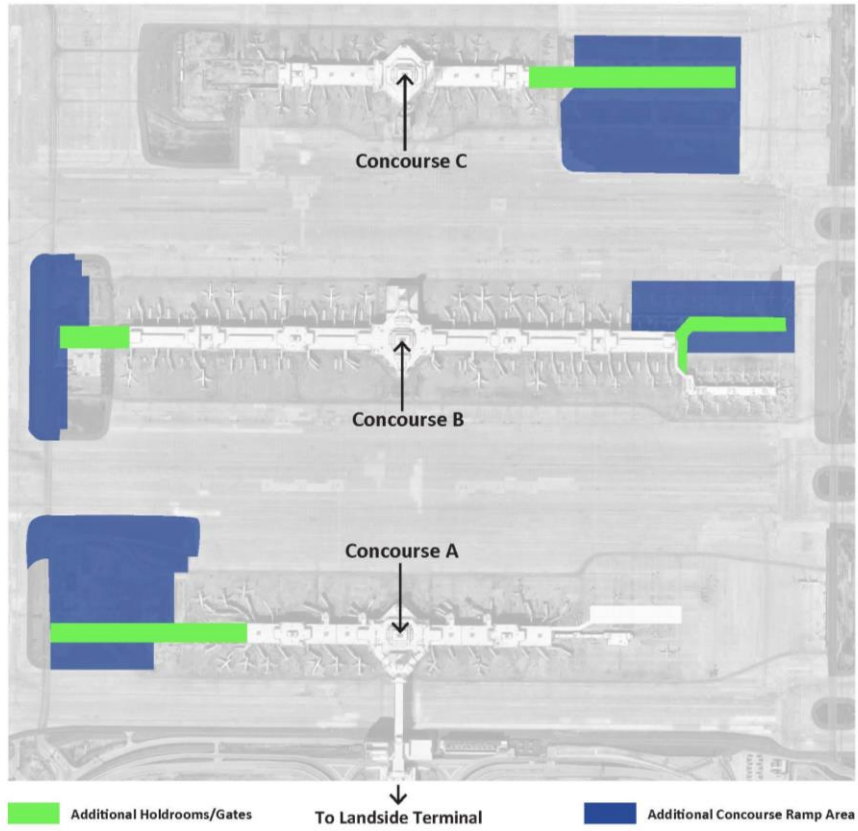 Concourse C
Concourse B
Concourse A
Additional Holdrooms/Gates
To Landside Terminal
Additional Concourse Ramp Area